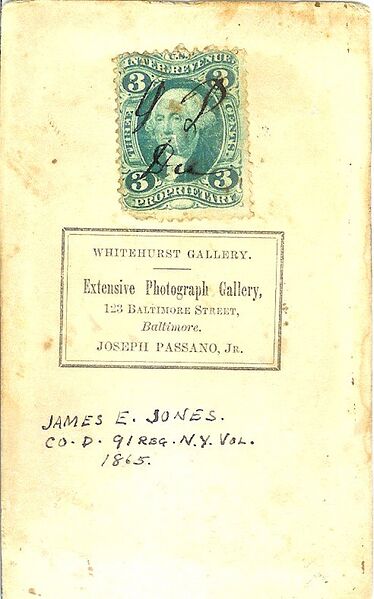 U.S.
INTER. REVENUE
3 3
THREE CENTS.
3 3
PROPRIETARY
WHITEHURST GALLERY.
Extensive Photograph Gallery,
123 BALTIMORE STREET,
Baltimore.
JOSEPH PASSANO, JR.
JAMES E. JONES.
CO. D. 91 REG. N.Y. VOL.
1865.